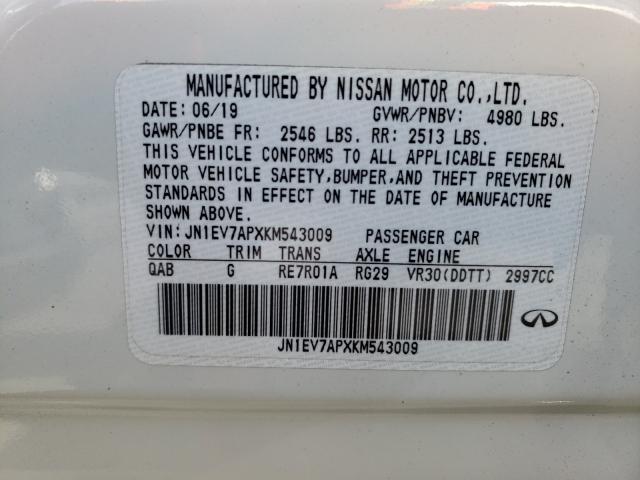 MANUFACTURED BY NISSAN MOTOR CO.,LTD.
DATE: 06/19 GVWR/PNBV: 4980 LBS.
GAWR/PNBE FR: 2546 LBS. RR: 2513 LBS.
THIS VEHICLE CONFORMS TO ALL APPLICABLE FEDERAL
MOTOR VEHICLE SAFETY,BUMPER,AND THEFT PREVENTION
STANDARDS IN EFFECT ON THE DATE OF MANUFACTURE
SHOWN ABOVE.
VIN:JN1EV7APXKM543009 PASSENGER CAR
COLOR TRIM TRANS AXLE ENGINE
QAB G RE7R01A RG29 VR30(DDTT) 2997CC
JN1EV7APXKM543009